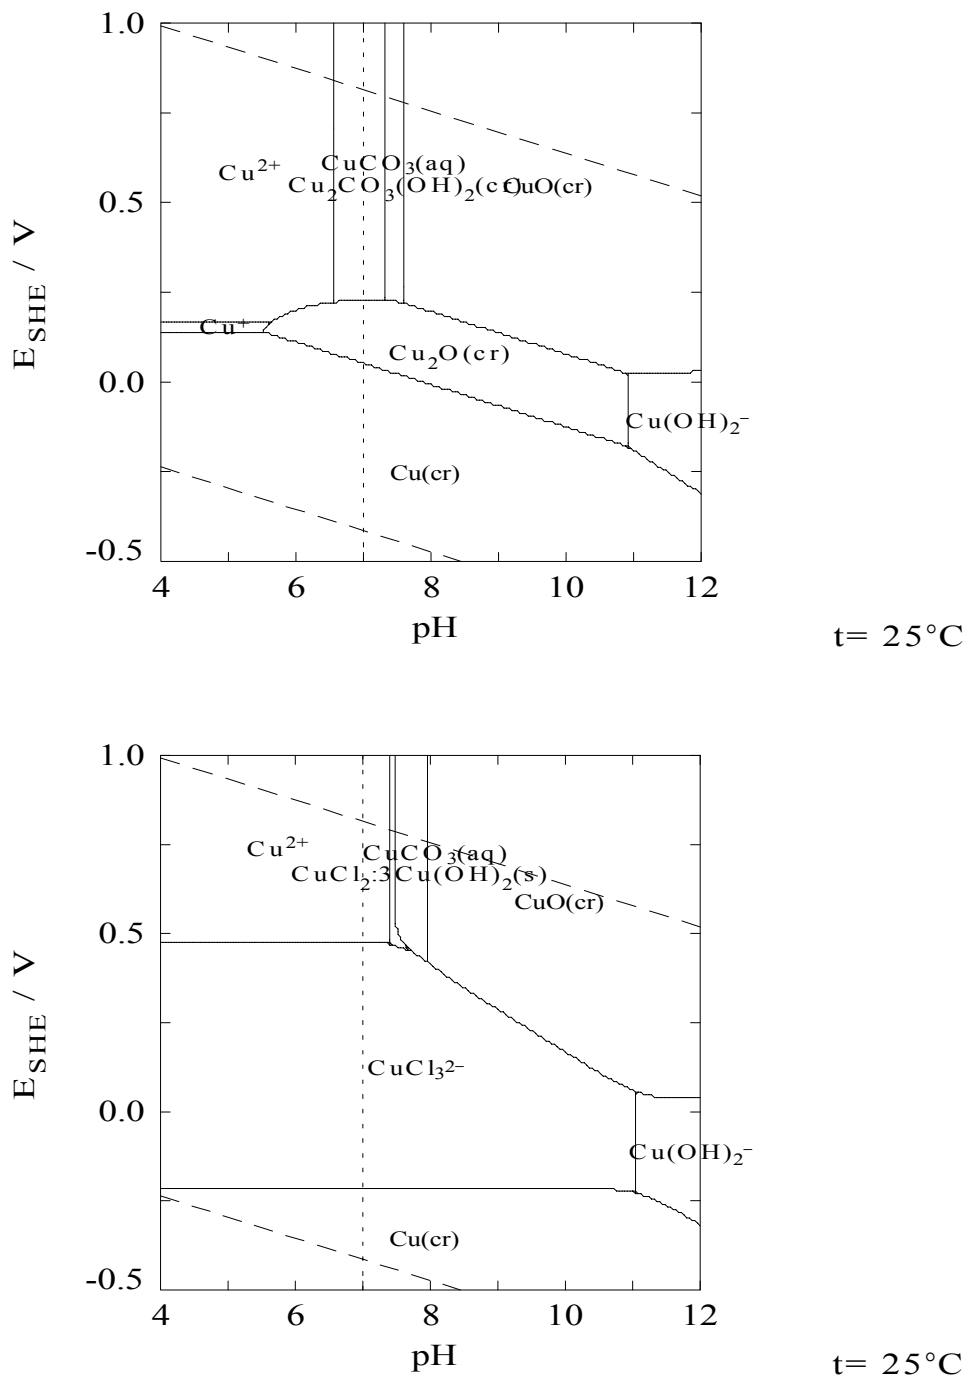 1.0
CuCO₃(aq)
Cu²⁺
Cu₂CO₃(OH)₂(cr) CuO(cr)
0.5
E_SHE / V
Cu⁺
Cu₂O(cr)
0.0
Cu(OH)₂⁻
Cu(cr)
-0.5
4 6 8 10 12
pH
t= 25°C
1.0
Cu²⁺ CuCO₃(aq)
CuCl₂:3Cu(OH)₂(s)
CuO(cr)
0.5
E_SHE / V
CuCl₃²⁻
0.0
Cu(OH)₂⁻
Cu(cr)
-0.5
4 6 8 10 12
pH
t= 25°C